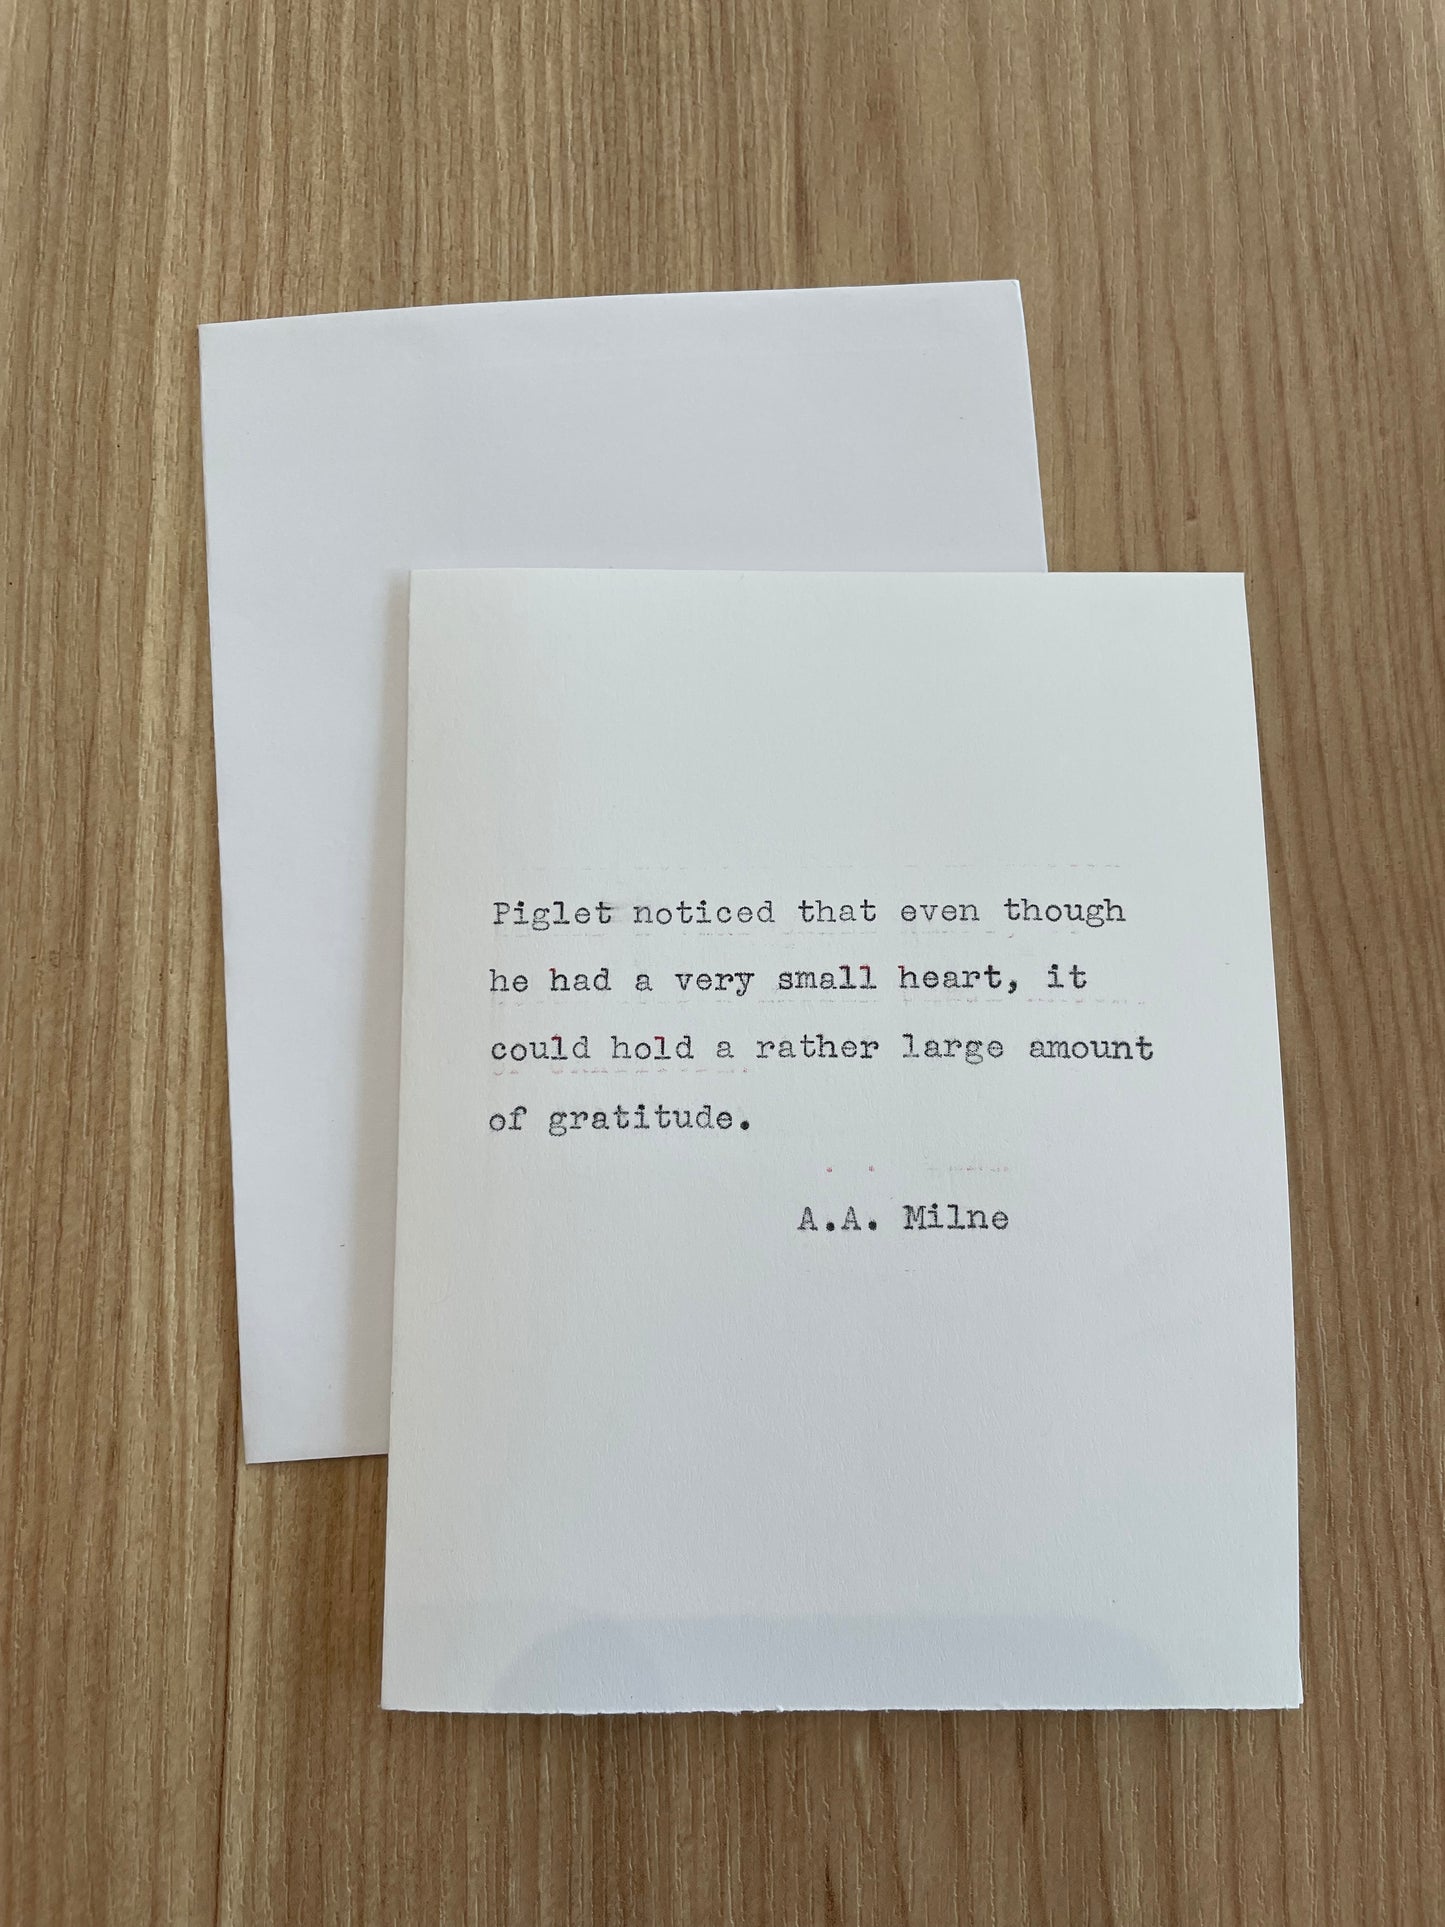 Piglet noticed that even though
he had a very small heart, it
could hold a rather large amount
of gratitude.
A.A. Milne